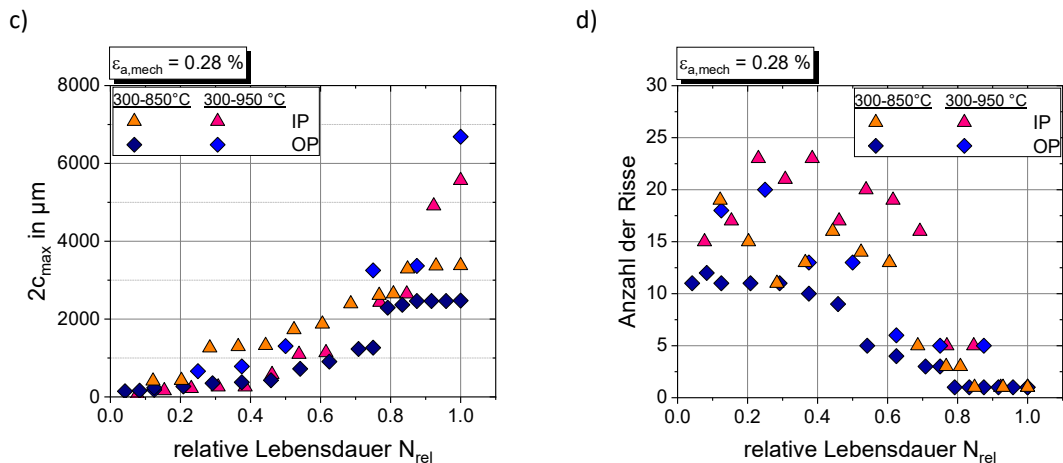 c)
ε_a,mech = 0.28 %
8000
6000
4000
2000
0
2c_max in µm
300-850°C 300-950 °C
IP
OP
0.0 0.2 0.4 0.6 0.8 1.0
relative Lebensdauer N_rel
d)
ε_a,mech = 0.28 %
30
25
20
15
10
5
0
Anzahl der Risse
300-850°C 300-950 °C
IP
OP
0.0 0.2 0.4 0.6 0.8 1.0
relative Lebensdauer N_rel